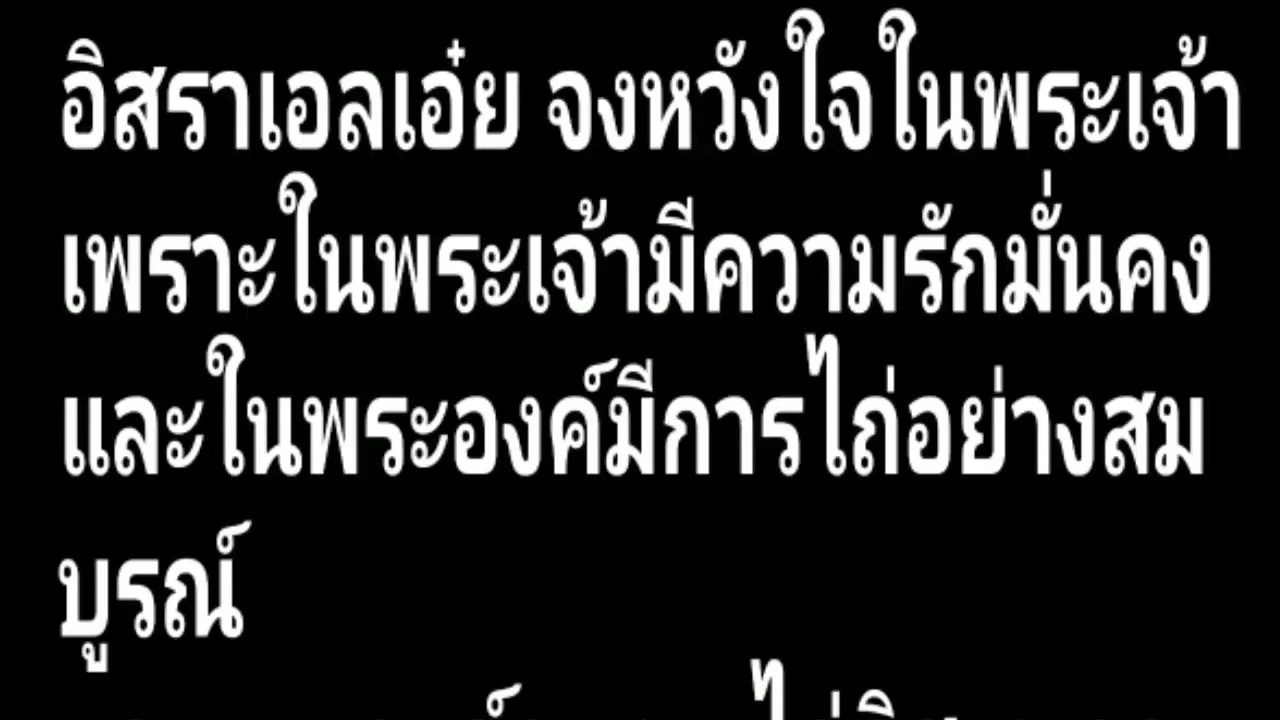 อิสราเอลเอ๋ย จงหวังใจในพระเจ้า
เพราะในพระเจ้ามีความรักมั่นคง
และในพระองค์มีการไถ่อย่างสม
บูรณ์